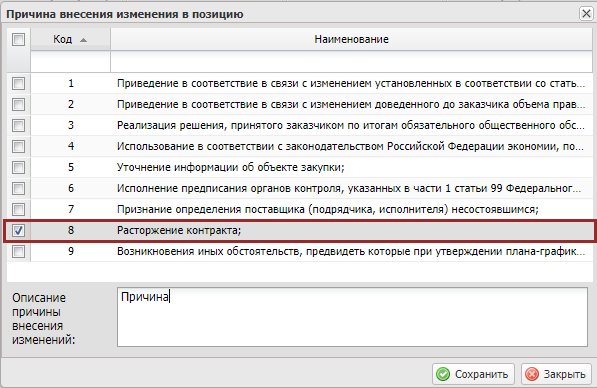 Причина внесения изменения в позицию
Код Наименование
1 Приведение в соответствие в связи с изменением установленных в соответствии со стать...
2 Приведение в соответствие в связи с изменением доведенного до заказчика объема прав...
3 Реализация решения, принятого заказчиком по итогам обязательного общественного обс...
4 Использование в соответствии с законодательством Российской Федерации экономии, по...
5 Уточнение информации об объекте закупки;
6 Исполнение предписания органов контроля, указанных в части 1 статьи 99 Федерального...
7 Признание определения поставщика (подрядчика, исполнителя) несостоявшимся;
8 Расторжение контракта;
9 Возникновения иных обстоятельств, предвидеть которые при утверждении плана-график...
Описание
причины
внесения
изменений:
Причина
Сохранить Закрыть